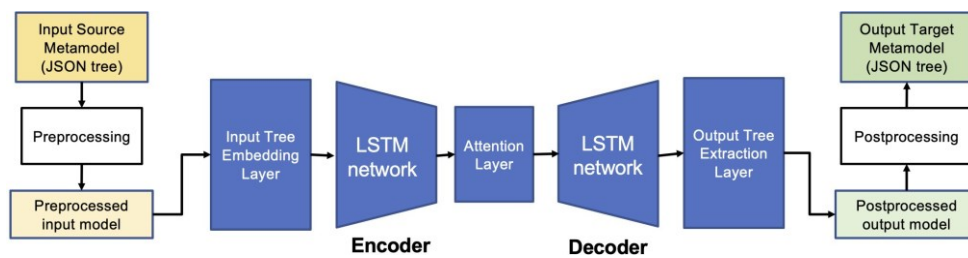 Input Source
Metamodel
(JSON tree)
Preprocessing
Preprocessed
input model
Input Tree
Embedding
Layer
LSTM
network
Encoder
Attention
Layer
LSTM
network
Decoder
Output Tree
Extraction
Layer
Output Target
Metamodel
(JSON tree)
Postprocessing
Postprocessed
output model